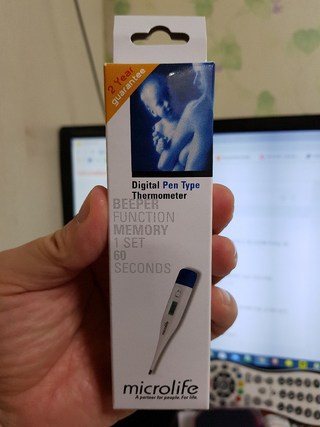 2 Year
guarantee
Digital Pen Type
Thermometer
BEEPER
FUNCTION
MEMORY
1 SET
60
SECONDS
microlife
A partner for people. For life.